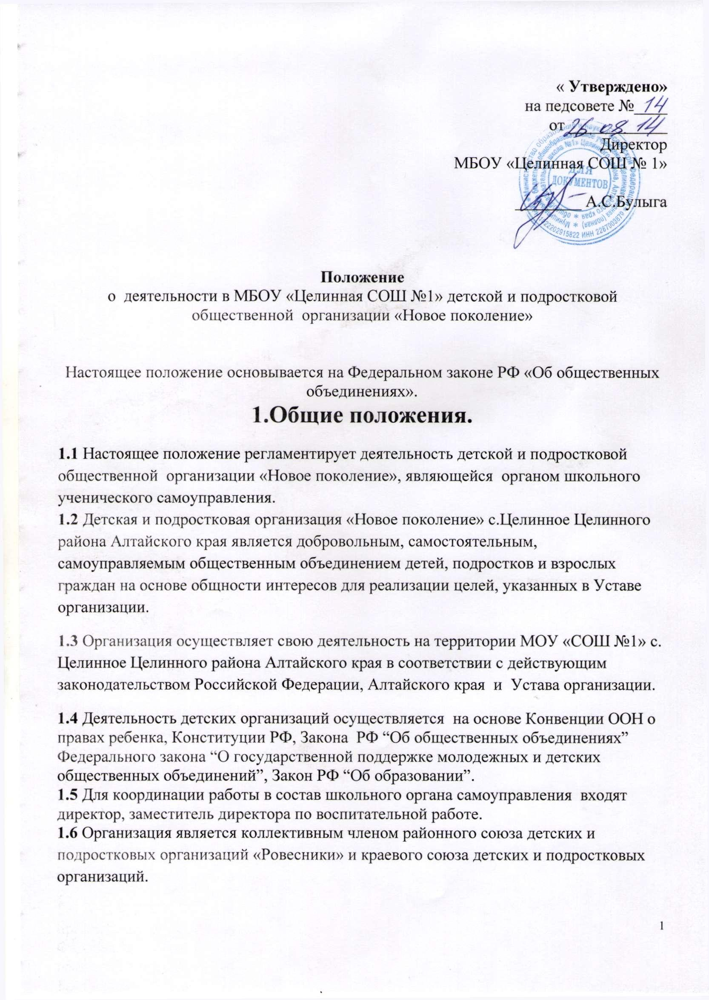 « Утверждено»
на педсовете № 14
от 26. 08. 14
Директор
МБОУ «Целинная СОШ № 1»
ДЛЯ
ДОКУМЕНТОВ
А.С.Булыга
ИНН 2287003879
Положение
о деятельности в МБОУ «Целинная СОШ №1» детской и подростковой
общественной организации «Новое поколение»
Настоящее положение основывается на Федеральном законе РФ «Об общественных
объединениях».
1.Общие положения.
1.1 Настоящее положение регламентирует деятельность детской и подростковой
общественной организации «Новое поколение», являющейся органом школьного
ученического самоуправления.
1.2 Детская и подростковая организация «Новое поколение» с.Целинное Целинного
района Алтайского края является добровольным, самостоятельным,
самоуправляемым общественным объединением детей, подростков и взрослых
граждан на основе общности интересов для реализации целей, указанных в Уставе
организации.
1.3 Организация осуществляет свою деятельность на территории МОУ «СОШ №1» с.
Целинное Целинного района Алтайского края в соответствии с действующим
законодательством Российской Федерации, Алтайского края и Устава организации.
1.4 Деятельность детских организаций осуществляется на основе Конвенции ООН о
правах ребенка, Конституции РФ, Закона РФ “Об общественных объединениях”
Федерального закона “О государственной поддержке молодежных и детских
общественных объединений”, Закон РФ “Об образовании”.
1.5 Для координации работы в состав школьного органа самоуправления входят
директор, заместитель директора по воспитательной работе.
1.6 Организация является коллективным членом районного союза детских и
подростковых организаций «Ровесники» и краевого союза детских и подростковых
организаций.
1